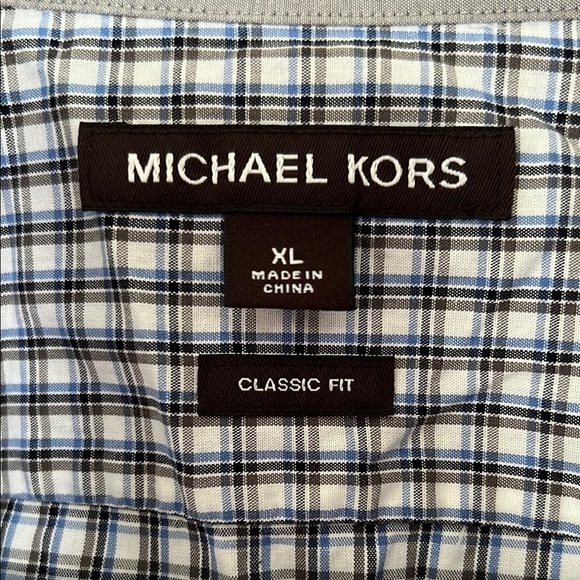 MICHAEL KORS
XL
MADE IN
CHINA
CLASSIC FIT